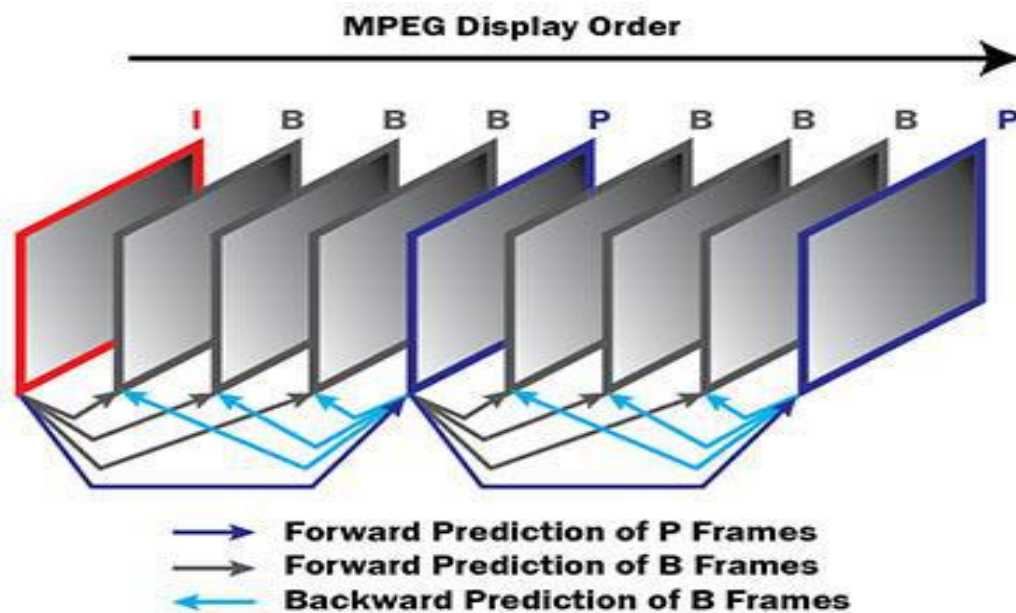 MPEG Display Order
I B B B P B B B P
Forward Prediction of P Frames
Forward Prediction of B Frames
Backward Prediction of B Frames